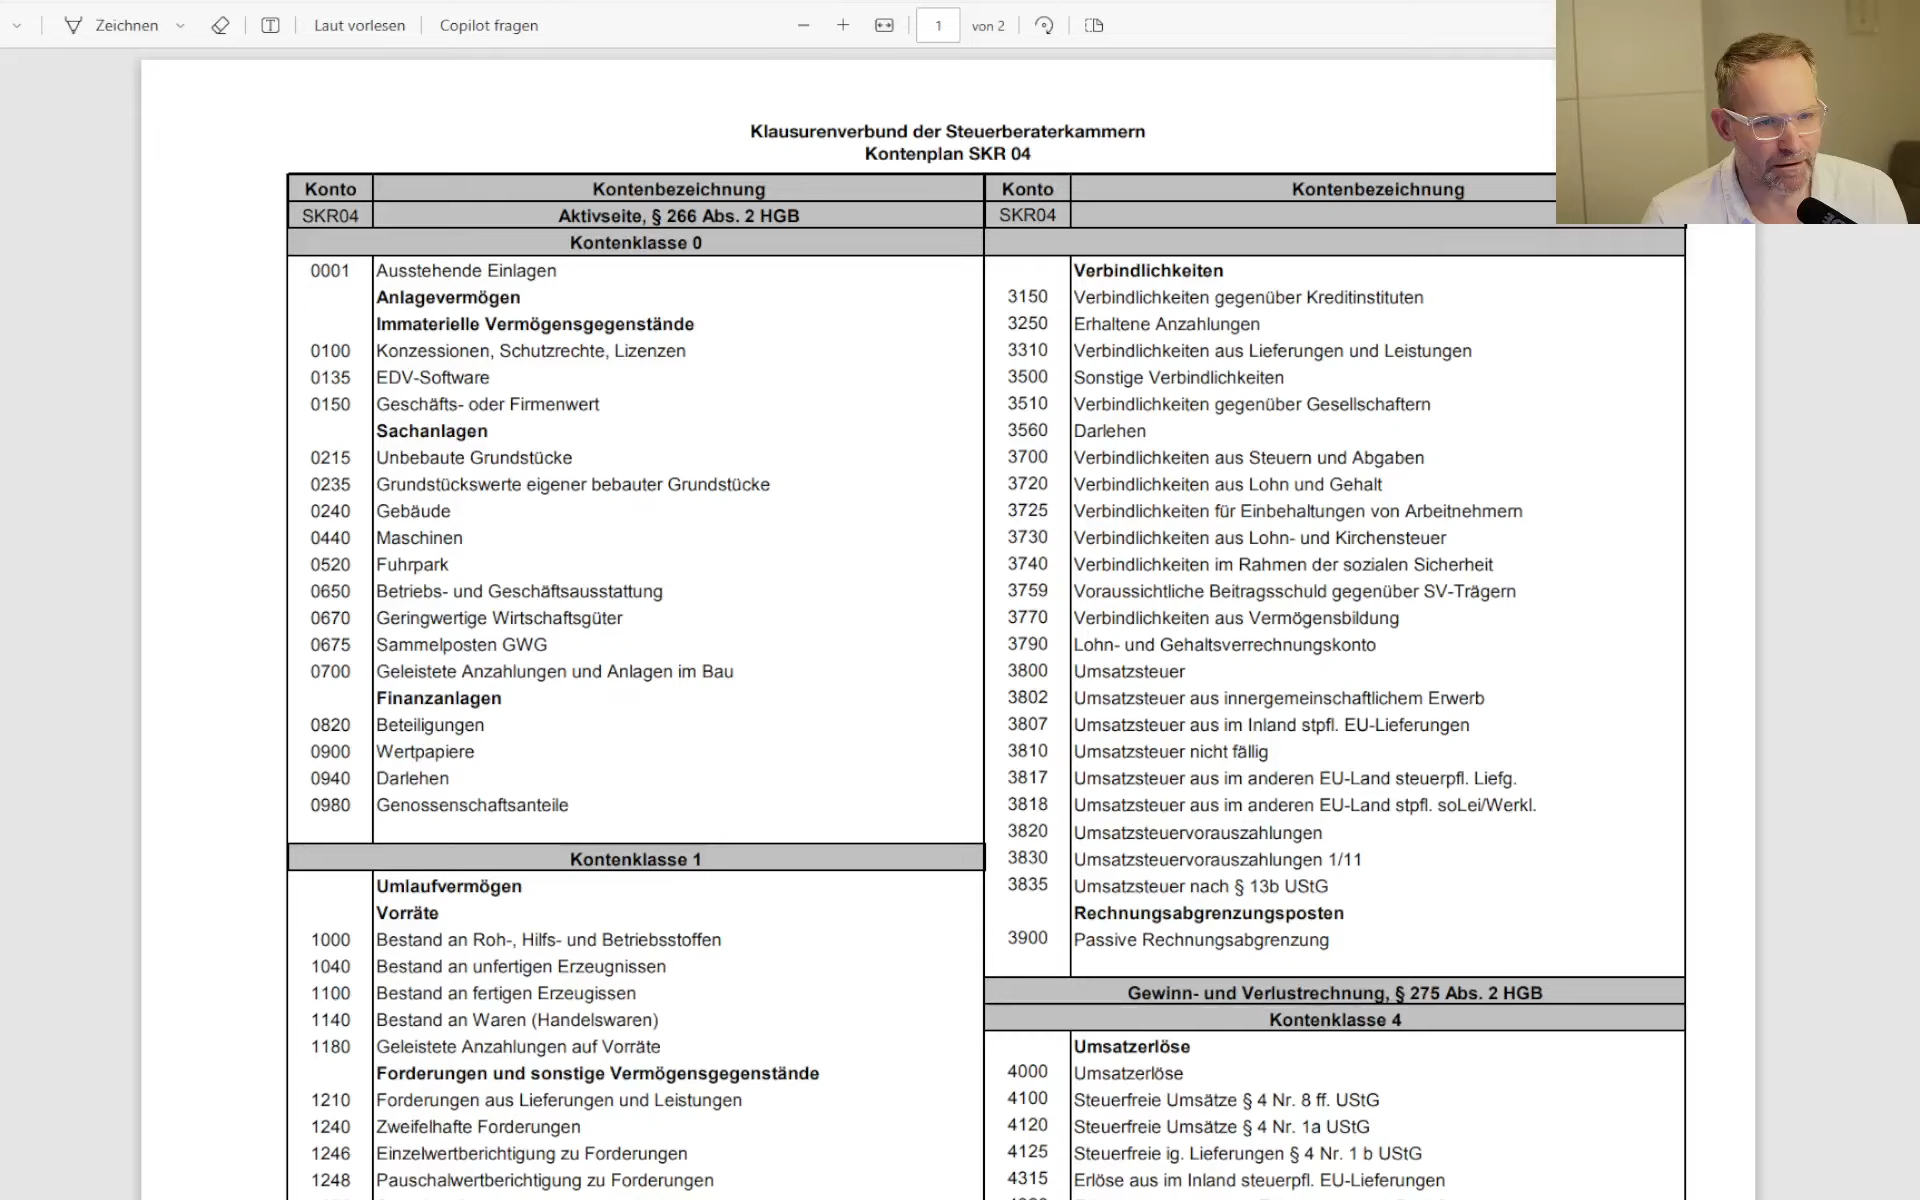 Zeichnen
Laut vorlesen
Copilot fragen
1
von 2
Klausurenverbund der Steuerberaterkammern
Kontenplan SKR 04
Konto Kontenbezeichnung
SKR04 Aktivseite, § 266 Abs. 2 HGB
Kontenklasse 0
0001 Ausstehende Einlagen
Anlagevermögen
Immaterielle Vermögensgegenstände
0100 Konzessionen, Schutzrechte, Lizenzen
0135 EDV-Software
0150 Geschäfts- oder Firmenwert
Sachanlagen
0215 Unbebaute Grundstücke
0235 Grundstückswerte eigener bebauter Grundstücke
0240 Gebäude
0440 Maschinen
0520 Fuhrpark
0650 Betriebs- und Geschäftsausstattung
0670 Geringwertige Wirtschaftsgüter
0675 Sammelposten GWG
0700 Geleistete Anzahlungen und Anlagen im Bau
Finanzanlagen
0820 Beteiligungen
0900 Wertpapiere
0940 Darlehen
0980 Genossenschaftsanteile
Kontenklasse 1
Umlaufvermögen
Vorräte
1000 Bestand an Roh-, Hilfs- und Betriebsstoffen
1040 Bestand an unfertigen Erzeugnissen
1100 Bestand an fertigen Erzeugissen
1140 Bestand an Waren (Handelswaren)
1180 Geleistete Anzahlungen auf Vorräte
Forderungen und sonstige Vermögensgegenstände
1210 Forderungen aus Lieferungen und Leistungen
1240 Zweifelhafte Forderungen
1246 Einzelwertberichtigung zu Forderungen
1248 Pauschalwertberichtigung zu Forderungen
Konto Kontenbezeichnung
SKR04
Verbindlichkeiten
3150 Verbindlichkeiten gegenüber Kreditinstituten
3250 Erhaltene Anzahlungen
3310 Verbindlichkeiten aus Lieferungen und Leistungen
3500 Sonstige Verbindlichkeiten
3510 Verbindlichkeiten gegenüber Gesellschaftern
3560 Darlehen
3700 Verbindlichkeiten aus Steuern und Abgaben
3720 Verbindlichkeiten aus Lohn und Gehalt
3725 Verbindlichkeiten für Einbehaltungen von Arbeitnehmern
3730 Verbindlichkeiten aus Lohn- und Kirchensteuer
3740 Verbindlichkeiten im Rahmen der sozialen Sicherheit
3759 Voraussichtliche Beitragsschuld gegenüber SV-Trägern
3770 Verbindlichkeiten aus Vermögensbildung
3790 Lohn- und Gehaltsverrechnungskonto
3800 Umsatzsteuer
3802 Umsatzsteuer aus innergemeinschaftlichem Erwerb
3807 Umsatzsteuer aus im Inland stpfl. EU-Lieferungen
3810 Umsatzsteuer nicht fällig
3817 Umsatzsteuer aus im anderen EU-Land steuerpfl. Liefg.
3818 Umsatzsteuer aus im anderen EU-Land stpfl. soLei/Werkl.
3820 Umsatzsteuervorauszahlungen
3830 Umsatzsteuervorauszahlungen 1/11
3835 Umsatzsteuer nach § 13b UStG
Rechnungsabgrenzungsposten
3900 Passive Rechnungsabgrenzung
Gewinn- und Verlustrechnung, § 275 Abs. 2 HGB
Kontenklasse 4
Umsatzerlöse
4000 Umsatzerlöse
4100 Steuerfreie Umsätze § 4 Nr. 8 ff. UStG
4120 Steuerfreie Umsätze § 4 Nr. 1a UStG
4125 Steuerfreie ig. Lieferungen § 4 Nr. 1 b UStG
4315 Erlöse aus im Inland steuerpfl. EU-Lieferungen